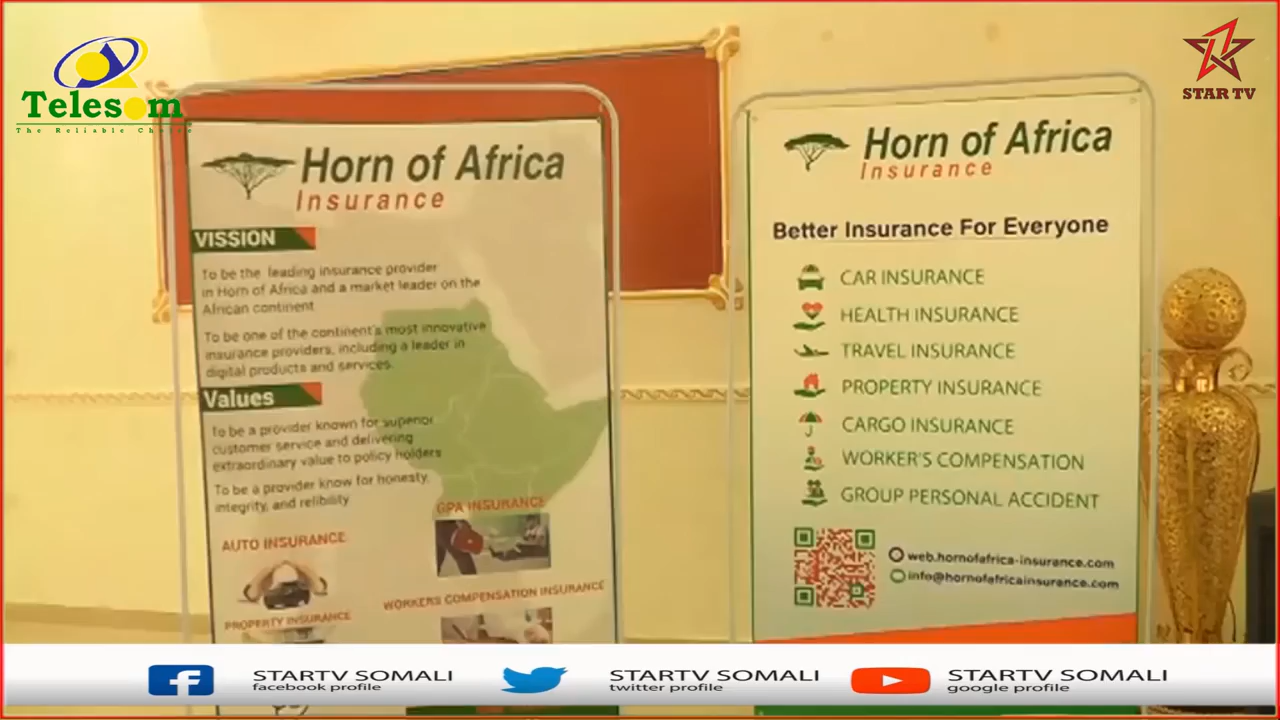 Telesom
The Reliable Choice
STAR TV
Horn of Africa
Insurance
VISSION
To be the leading insurance provider
in Horn of Africa and a market leader on the
African continent
To be one of the continent's most innovative
insurance providers, including a leader in
digital products and services.
Values
To be a provider known for superior
customer service and delivering
extraordinary value to policy holders
To be a provider know for honesty,
integrity, and relibility
GPA INSURANCE
AUTO INSURANCE
WORKERS COMPENSATION INSURANCE
PROPERTY INSURANCE
Horn of Africa
Insurance
Better Insurance For Everyone
CAR INSURANCE
HEALTH INSURANCE
TRAVEL INSURANCE
PROPERTY INSURANCE
CARGO INSURANCE
WORKER'S COMPENSATION
GROUP PERSONAL ACCIDENT
web.hornofafrica-insurance.com
info@hornofafricainsurance.com
STARTV SOMALI
facebook profile
STARTV SOMALI
twitter profile
STARTV SOMALI
google profile